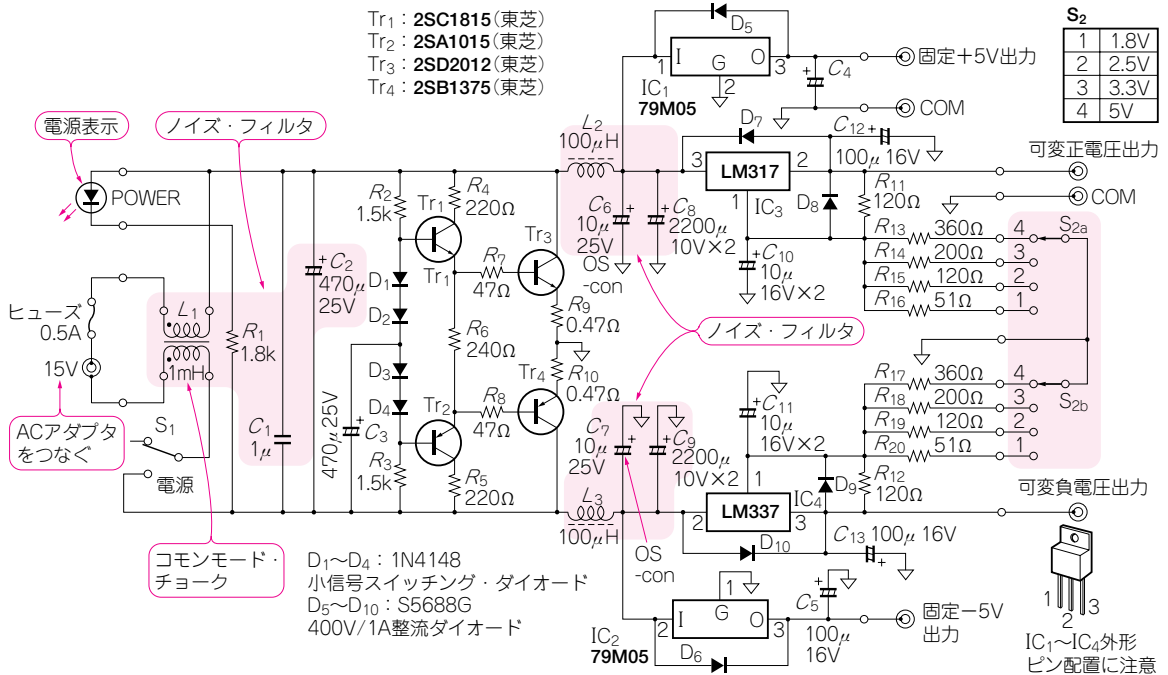 Tr1：2SC1815（東芝）
Tr2：2SA1015（東芝）
Tr3：2SD2012（東芝）
Tr4：2SB1375（東芝）
D5
I
G
O
1
2
3
IC1
79M05
C4
+
固定＋5V出力
COM
S2
1 1.8V
2 2.5V
3 3.3V
4 5V
電源表示
ノイズ・フィルタ
POWER
ヒューズ
0.5A
15V
ACアダプタ
をつなぐ
S1
電源
L1
1mH
コモンモード・
チョーク
R1
1.8k
C1
1μ
+
C2
470μ
25V
R2
1.5k
D1
D2
D3
D4
R3
1.5k
470μ 25V
+
C3
Tr1
Tr1
R4
220Ω
R6
240Ω
Tr2
R5
220Ω
R7
47Ω
R8
47Ω
Tr3
R9
0.47Ω
Tr4
R10
0.47Ω
L2
100μH
C6
+
10μ
25V
OS
-con
+
C8
2200μ
10V×2
ノイズ・フィルタ
D7
3
LM317
2
1
IC3
D8
C12
+
100μ 16V
+
C10
10μ
16V×2
R11
120Ω
可変正電圧出力
COM
R13
360Ω
R14
200Ω
R15
120Ω
R16
51Ω
4
3
2
1
S2a
R17
360Ω
R18
200Ω
R19
120Ω
R20
51Ω
4
3
2
1
S2b
R12
120Ω
可変負電圧出力
C7
+
10μ
25V
+
C9
2200μ
10V×2
L3
100μH
OS
-con
+
C11
10μ
16V×2
1
2
LM337
3
IC4
D9
D10
C13
100μ 16V
+
I
G
O
1
2
3
IC2
79M05
D6
+
C5
100μ
16V
固定－5V
出力
D1～D4：1N4148
小信号スイッチング・ダイオード
D5～D10：S5688G
400V/1A整流ダイオード
1
2
3
IC1～IC4外形
ピン配置に注意